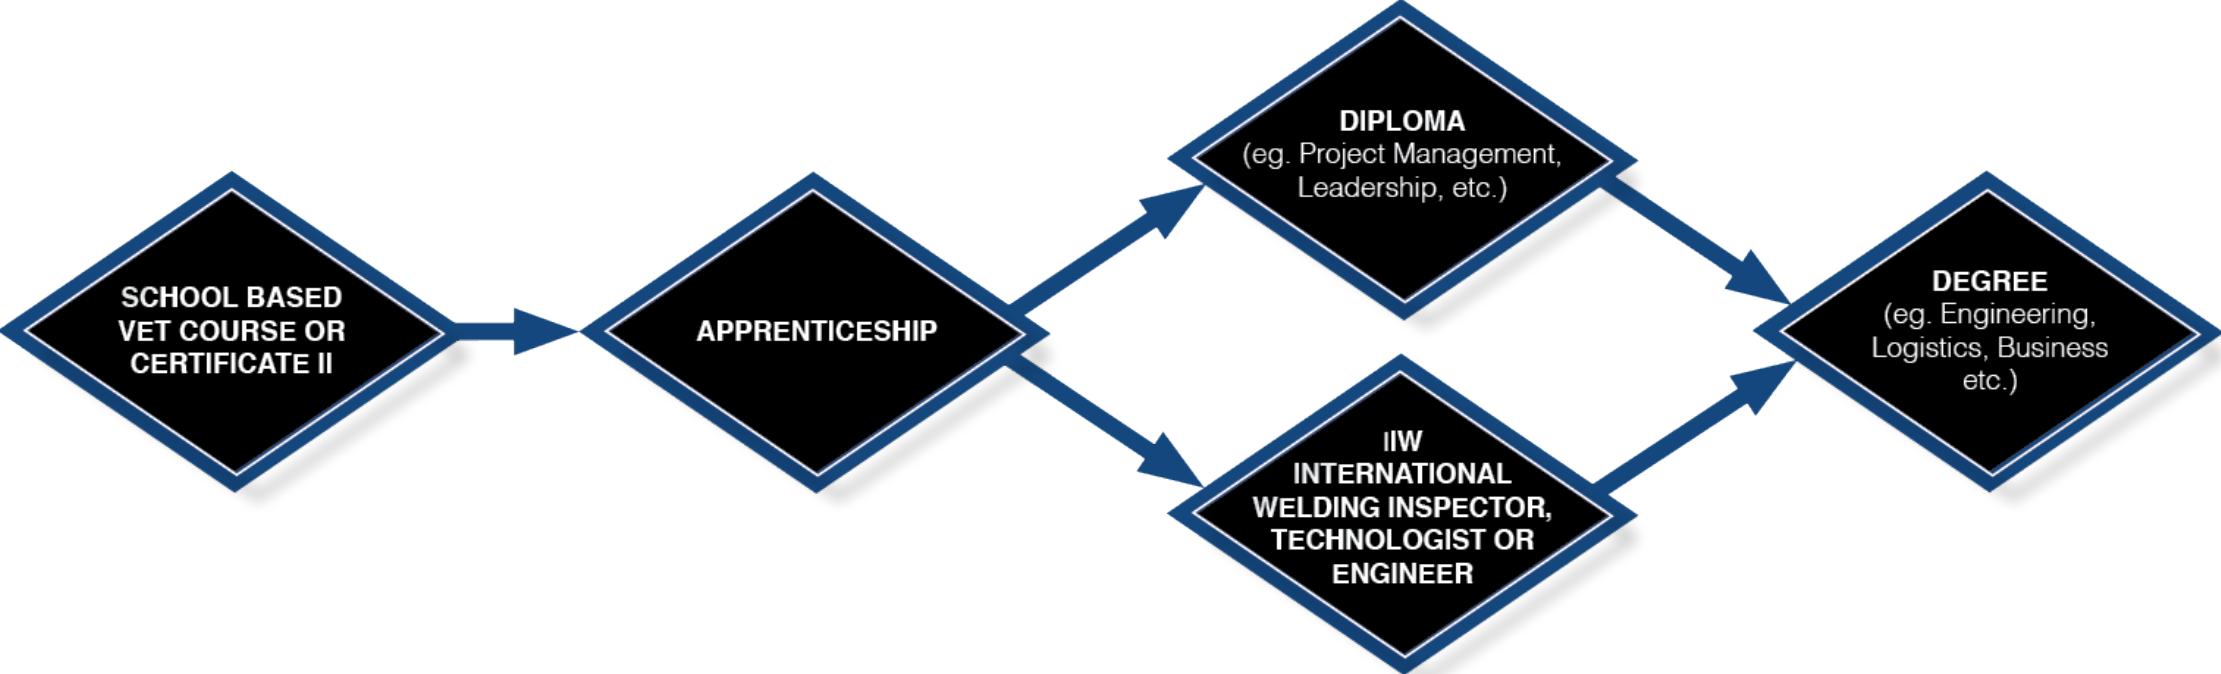 SCHOOL BASED
VET COURSE OR
CERTIFICATE II
APPRENTICESHIP
DIPLOMA
(eg. Project Management,
Leadership, etc.)
IIW
INTERNATIONAL
WELDING INSPECTOR,
TECHNOLOGIST OR
ENGINEER
DEGREE
(eg. Engineering,
Logistics, Business
etc.)